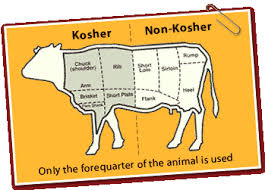 Kosher Non-Kosher
Chuck
(shoulder)
Rib
Short
Loin
Sirloin
Rump
Arm
Brisket
Short Plate
Flank
Heel
Only the forequarter of the animal is used